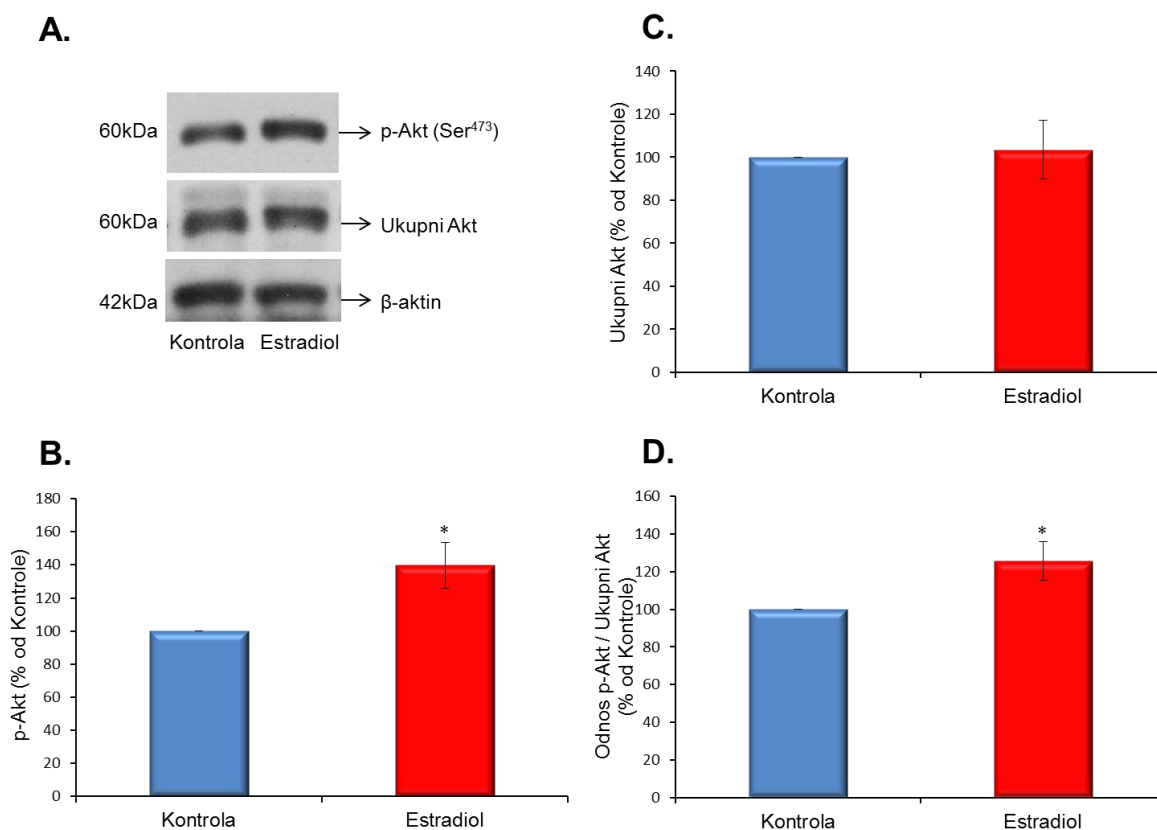 A.
60kDa
p-Akt (Ser⁴⁷³)
60kDa
Ukupni Akt
42kDa
β-aktin
Kontrola Estradiol
B.
p-Akt (% od Kontrole)
180
160
140
120
100
80
60
40
20
0
*
Kontrola
Estradiol
C.
Ukupni Akt (% od Kontrole)
140
120
100
80
60
40
20
0
Kontrola
Estradiol
D.
Odnos p-Akt / Ukupni Akt
(% od Kontrole)
160
140
120
100
80
60
40
20
0
*
Kontrola
Estradiol